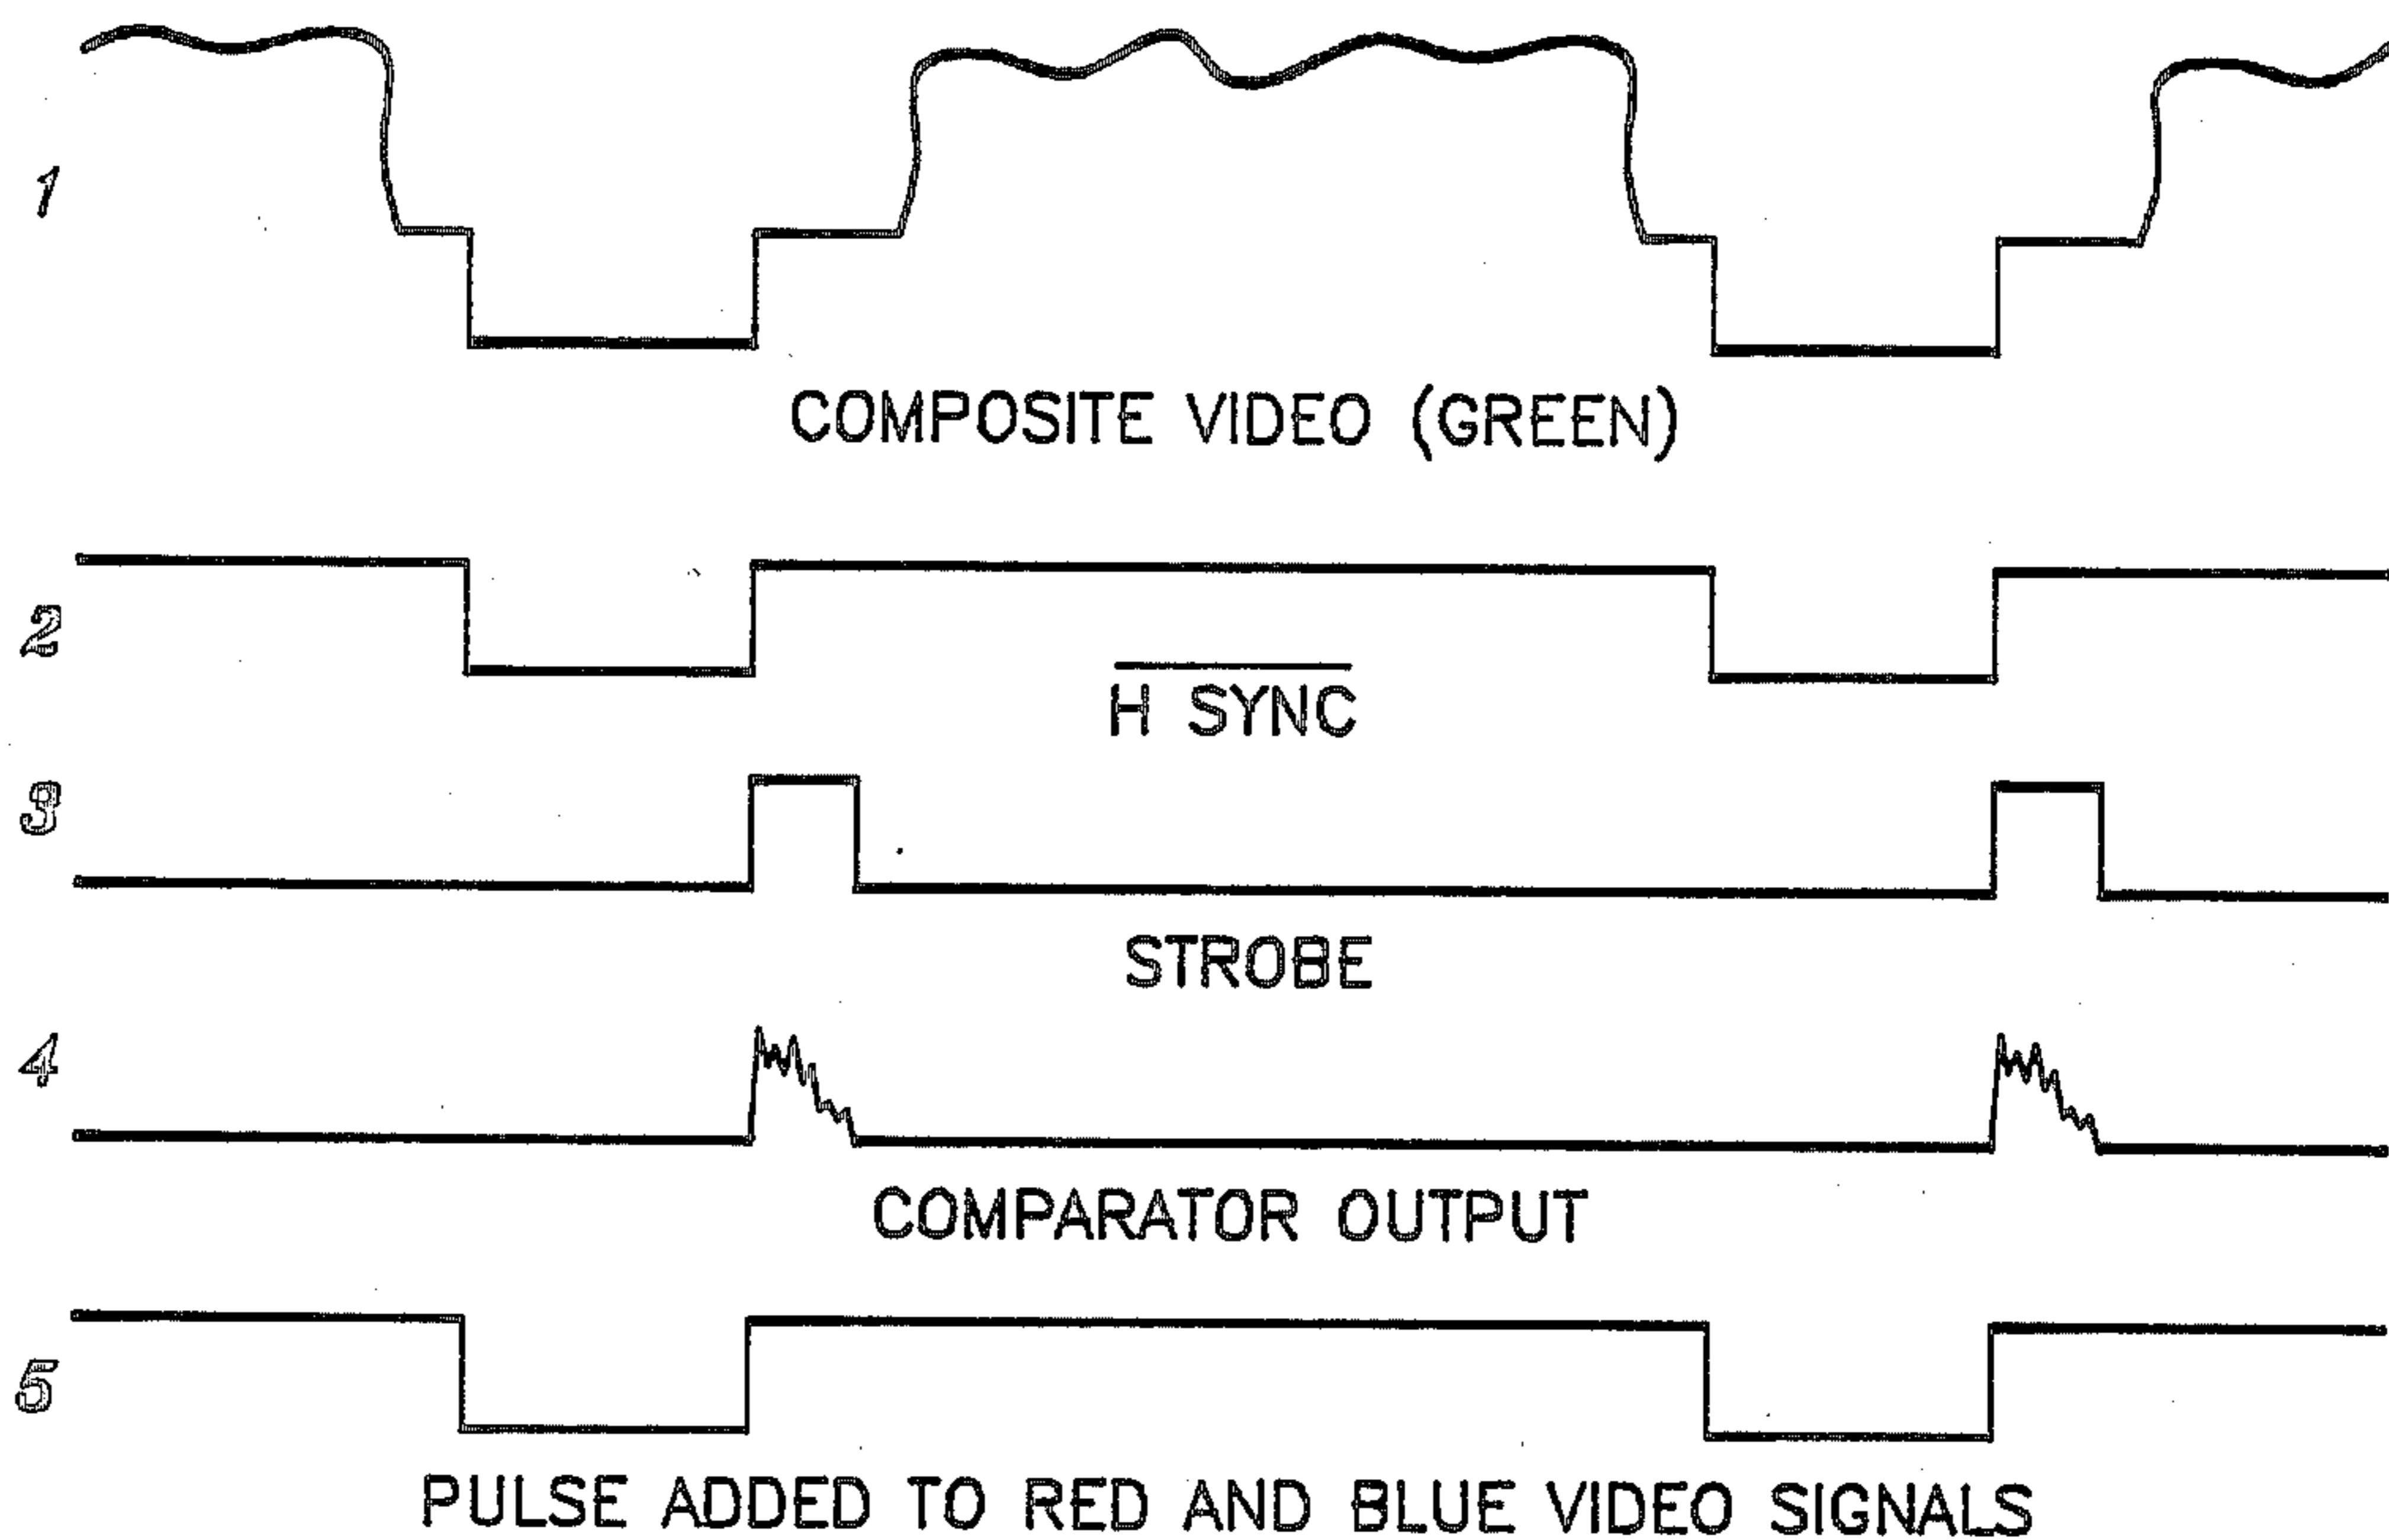 1
COMPOSITE VIDEO (GREEN)
2
H SYNC
3
STROBE
4
COMPARATOR OUTPUT
5
PULSE ADDED TO RED AND BLUE VIDEO SIGNALS